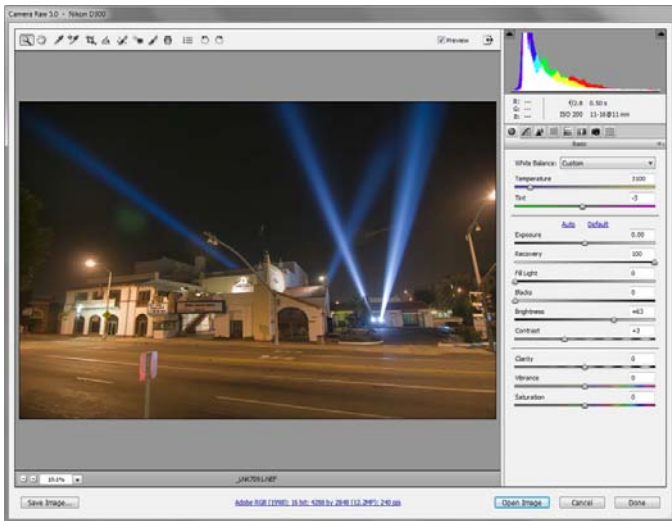 Camera Raw 5.0 - Nikon D300
Preview
R: ---
G: ---
B: ---
f/2.8 0.50 s
ISO 200 11-16@11 mm
Basic
White Balance: Custom
Temperature 3100
Tint -3
Auto Default
Exposure 0.00
Recovery 100
Fill Light 0
Blacks 0
Brightness +63
Contrast +3
Clarity 0
Vibrance 0
Saturation 0
_LNK7091.NEF
Save Image...
Adobe RGB (1998); 16 bit; 4288 by 2848 (12.2MP); 240 ppi
Open Image
Cancel
Done